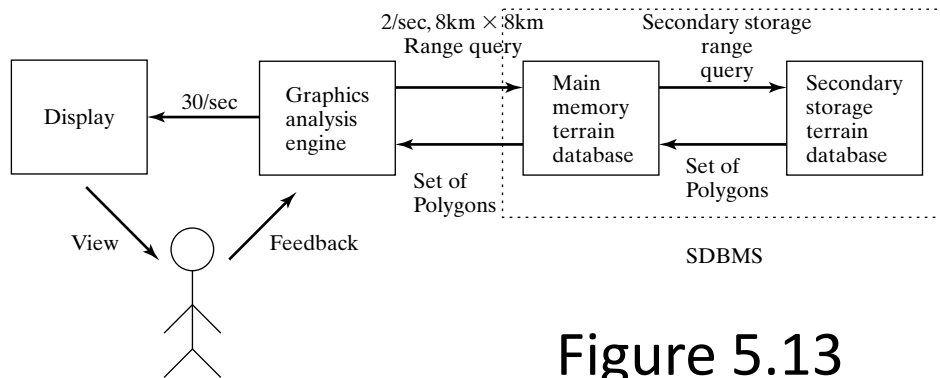 2/sec, 8km × 8km
Range query
Secondary storage
range
query
Display
30/sec
Graphics
analysis
engine
Main
memory
terrain
database
Secondary
storage
terrain
database
Set of
Polygons
Set of
Polygons
View
Feedback
SDBMS
Figure 5.13